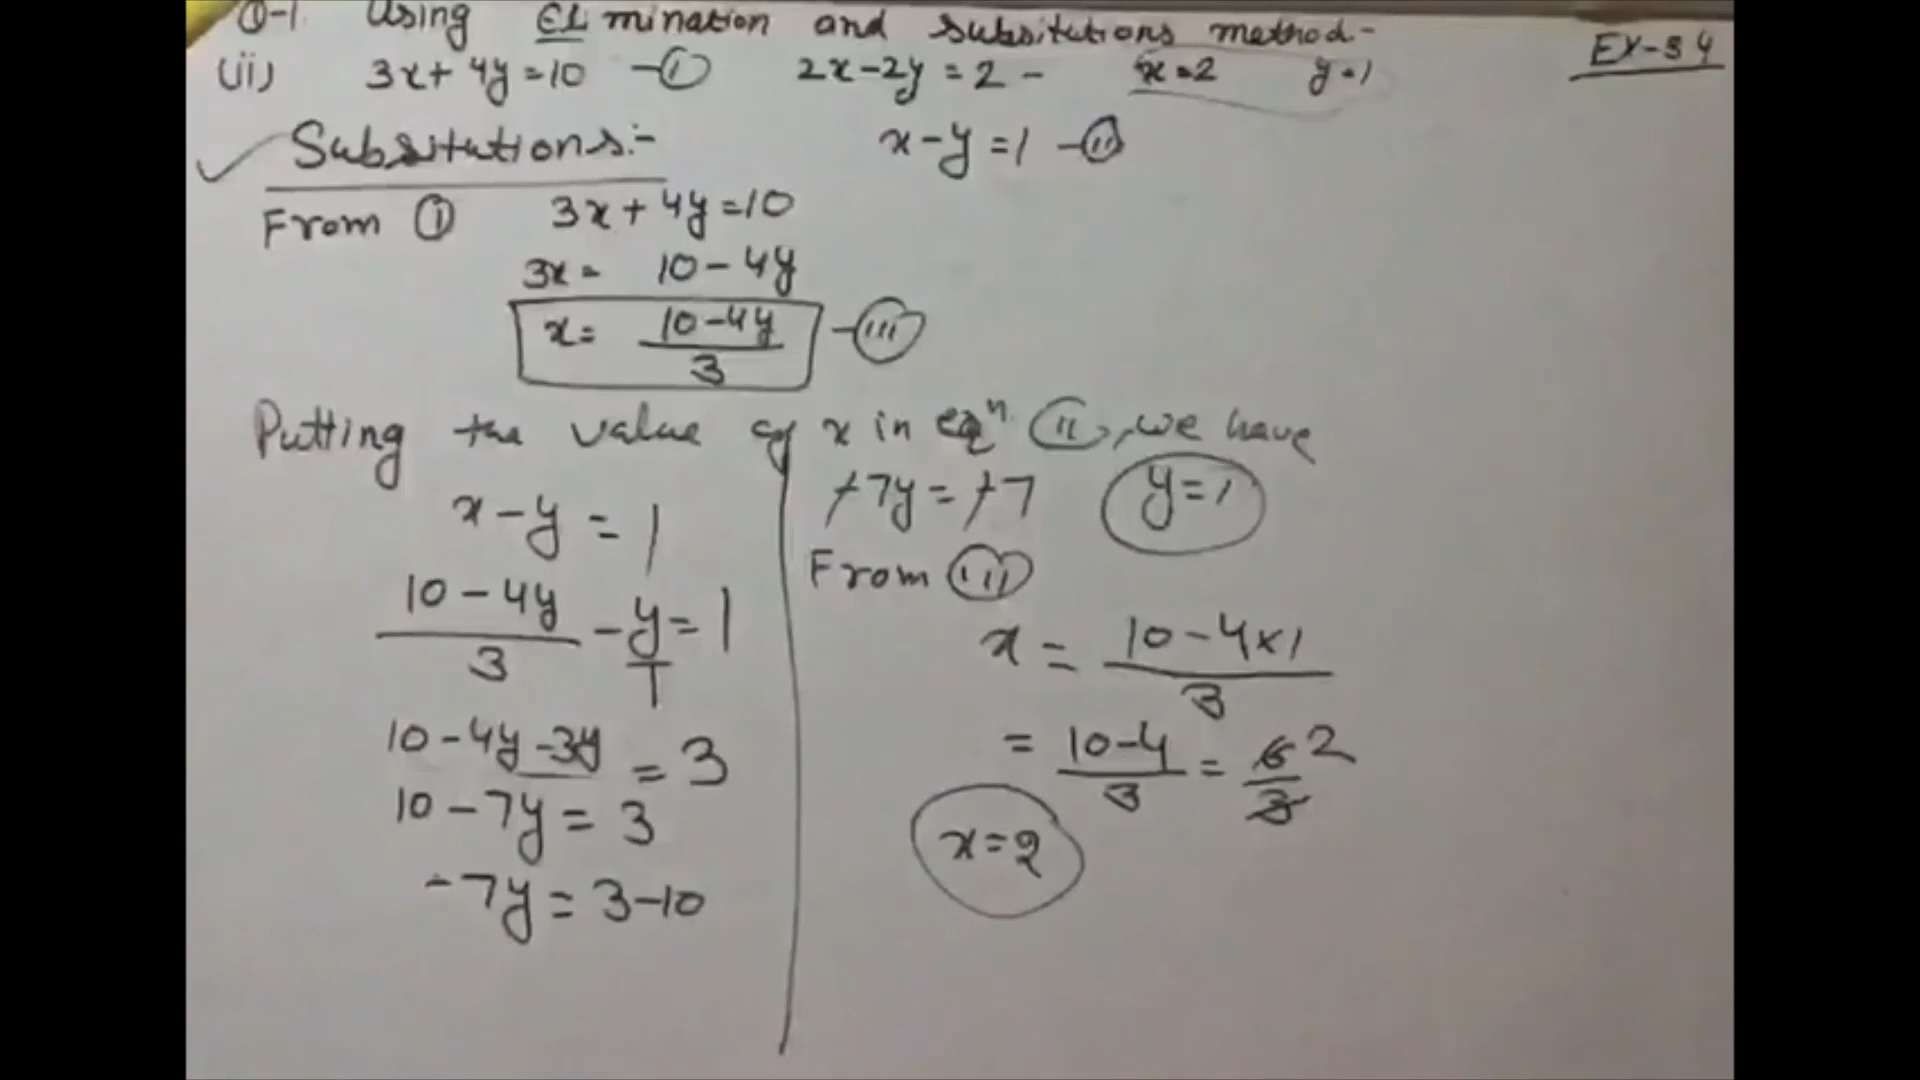 Q-1. Using ELmination and subsitutions method:-
Ex-3.4
(ii) 3x+4y=10 -(i) 2x-2y=2- x=2 y=1
x-y=1 -(ii)
Subsitutions:-
From (i) 3x+4y=10
3x= 10-4y
x= (10-4y)/3 -(iii)
Putting the value of x in eqn (ii), we have
x-y=1
(10-4y)/3 - y/1 = 1
10-4y-3y = 3
10-7y=3
-7y=3-10
-7y=-7 y=1
From (iii)
x= (10-4×1)/3
= (10-4)/3 = 6/3 2
x=2